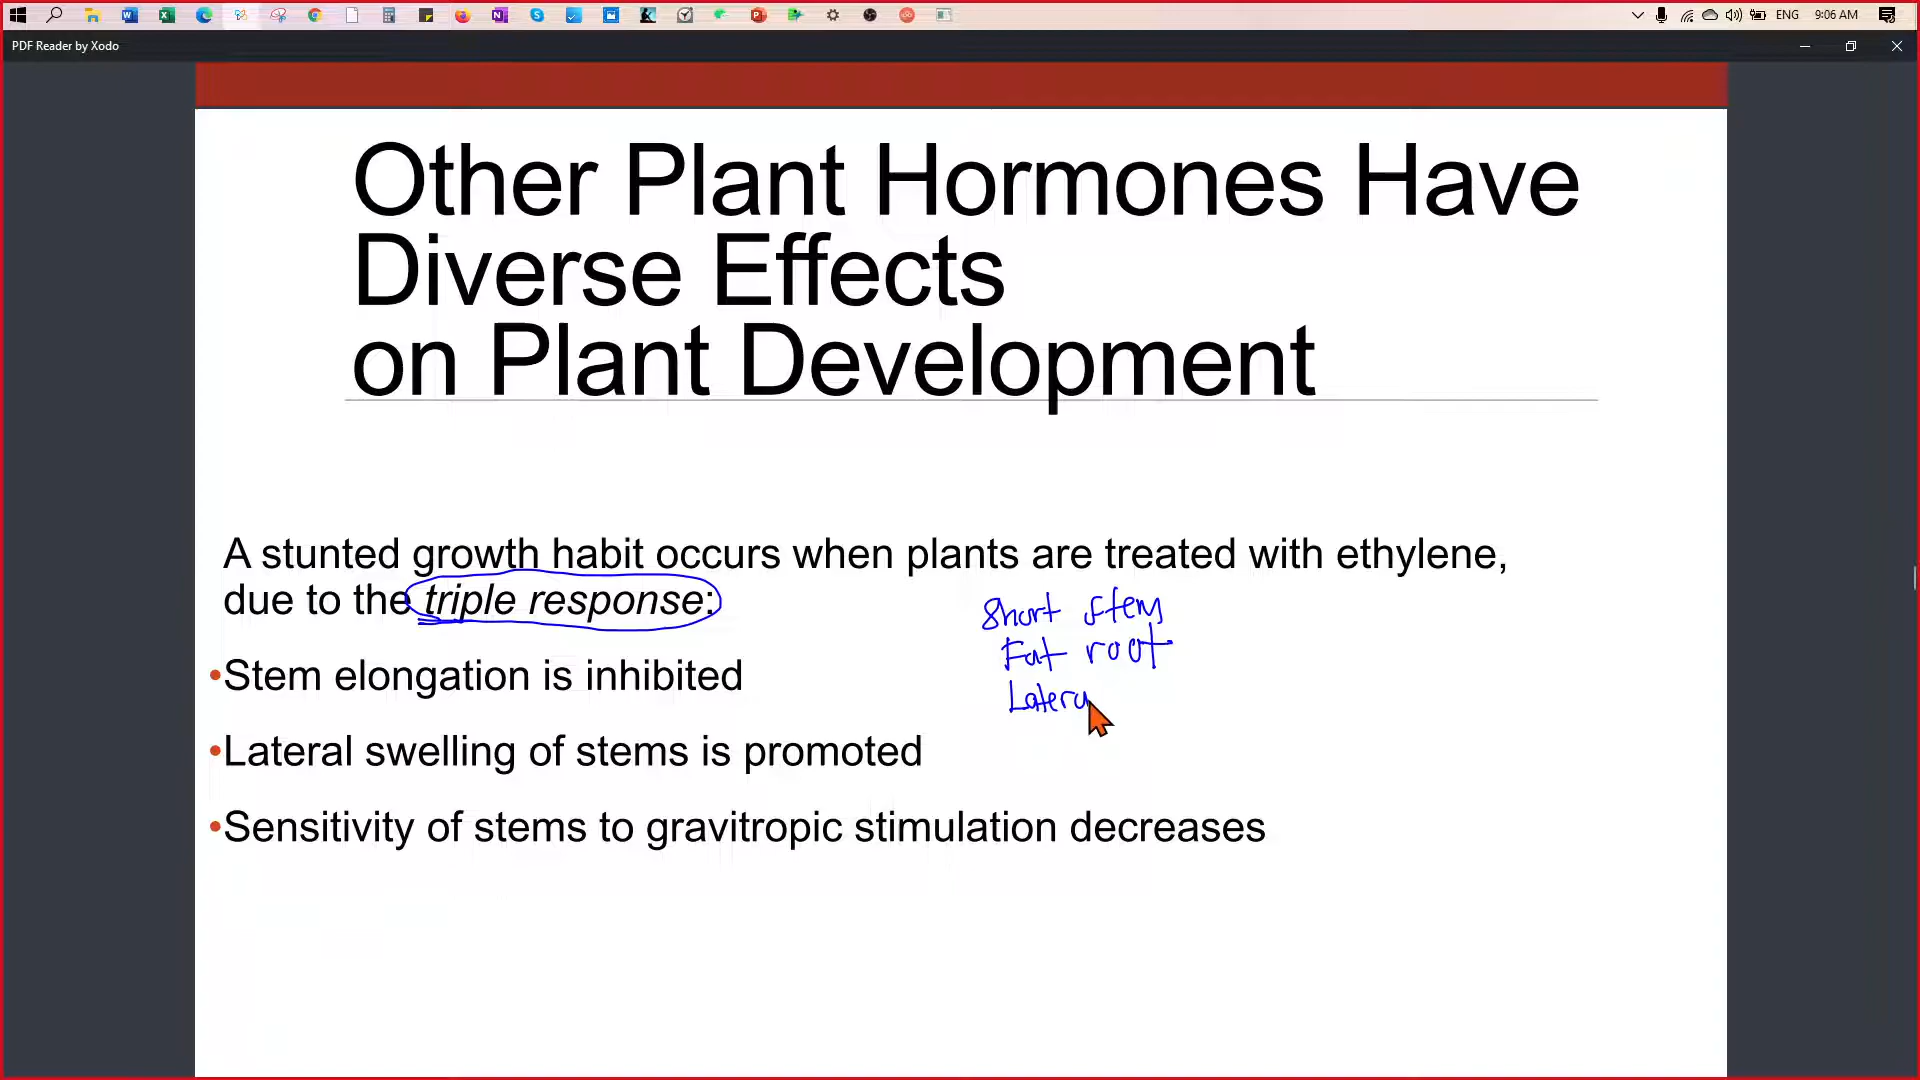 ENG 9:06 AM
PDF Reader by Xodo
Other Plant Hormones Have
Diverse Effects
on Plant Development
A stunted growth habit occurs when plants are treated with ethylene,
due to the triple response:
Short stem
Fat root
•Stem elongation is inhibited
Latera
•Lateral swelling of stems is promoted
•Sensitivity of stems to gravitropic stimulation decreases